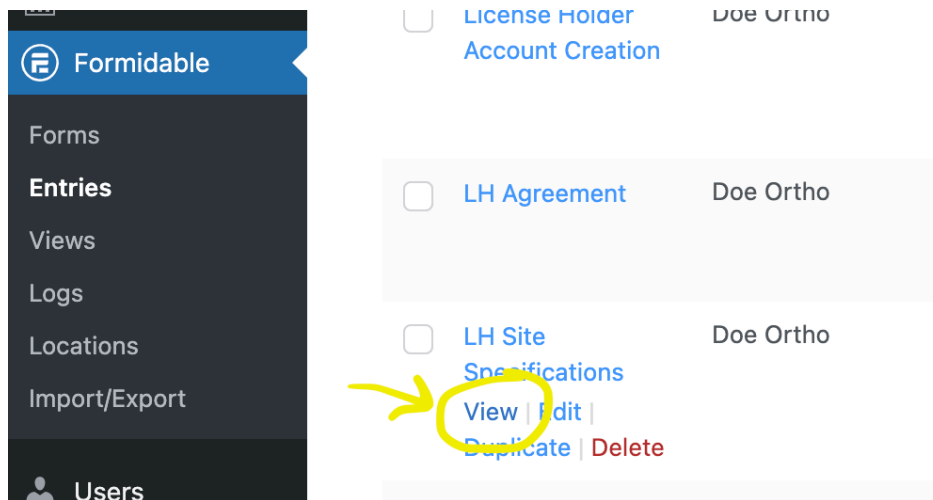 License Holder
Account Creation
Doe Ortho
Formidable
Forms
Entries
Views
Logs
Locations
Import/Export
Users
LH Agreement
Doe Ortho
LH Site
Specifications
Doe Ortho
View | Edit |
Duplicate | Delete